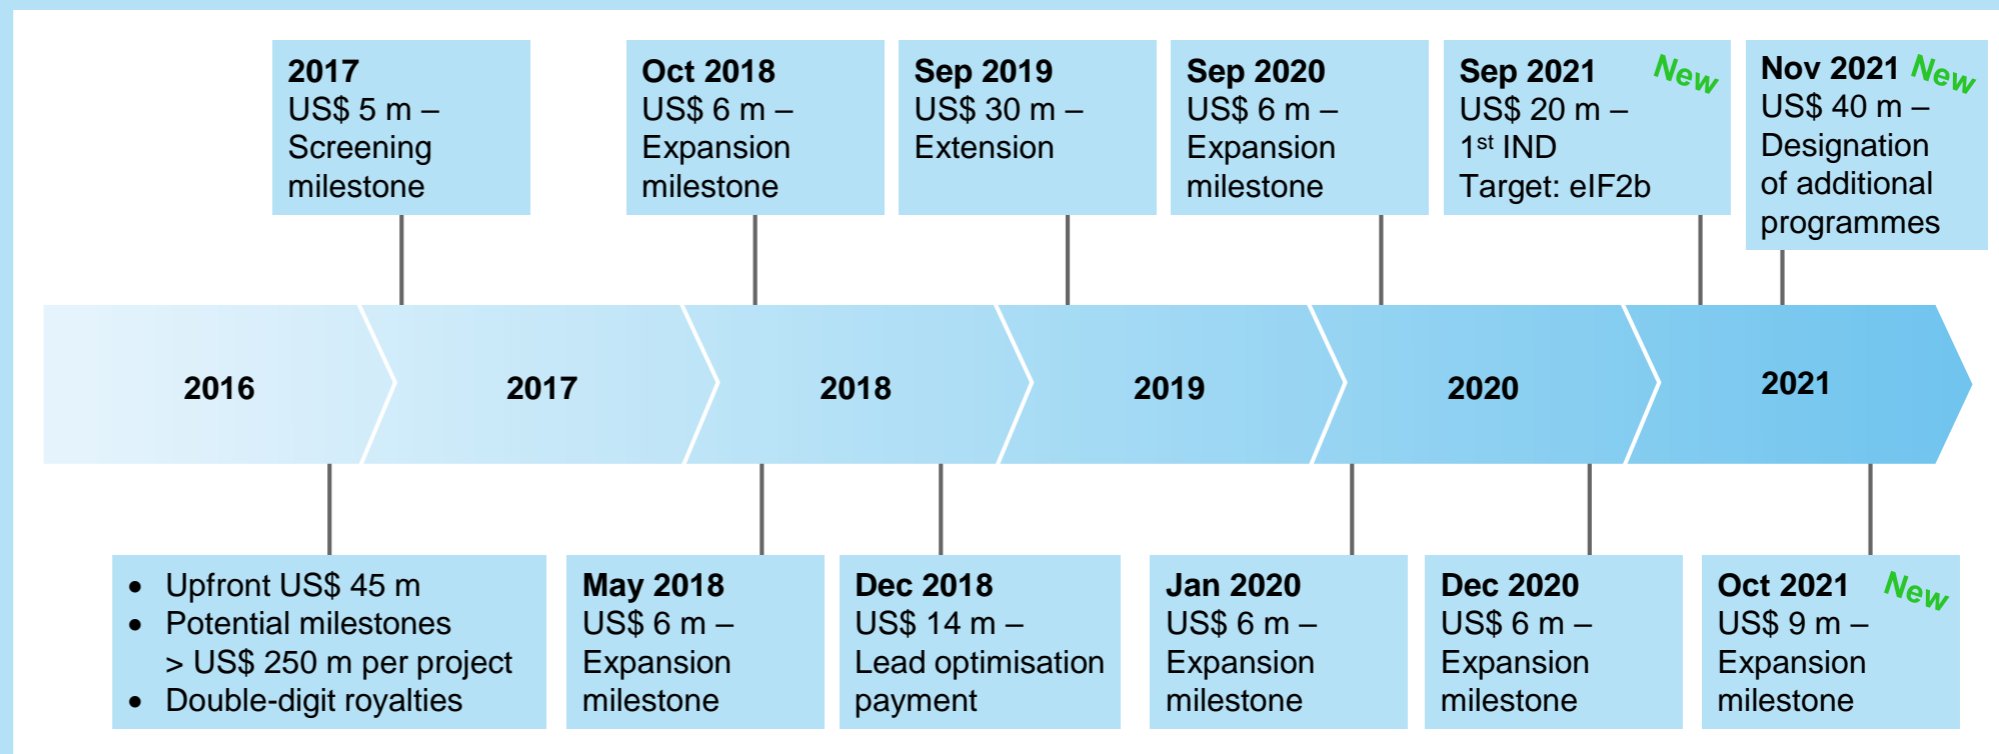 2017
US$ 5 m –
Screening
milestone
Oct 2018
US$ 6 m –
Expansion
milestone
Sep 2019
US$ 30 m –
Extension
Sep 2020
US$ 6 m –
Expansion
milestone
Sep 2021
New
US$ 20 m –
1st IND
Target: eIF2b
Nov 2021
New
US$ 40 m –
Designation
of additional
programmes
2016
2017
2018
2019
2020
2021
• Upfront US$ 45 m
• Potential milestones
> US$ 250 m per project
• Double-digit royalties
May 2018
US$ 6 m –
Expansion
milestone
Dec 2018
US$ 14 m –
Lead optimisation
payment
Jan 2020
US$ 6 m –
Expansion
milestone
Dec 2020
US$ 6 m –
Expansion
milestone
Oct 2021
New
US$ 9 m –
Expansion
milestone